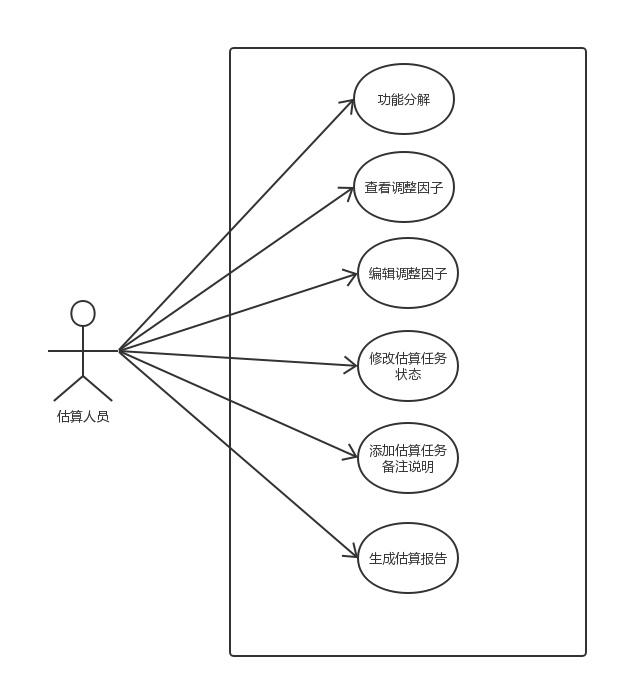 功能分解
查看调整因子
编辑调整因子
修改估算任务
状态
估算人员
添加估算任务
备注说明
生成估算报告